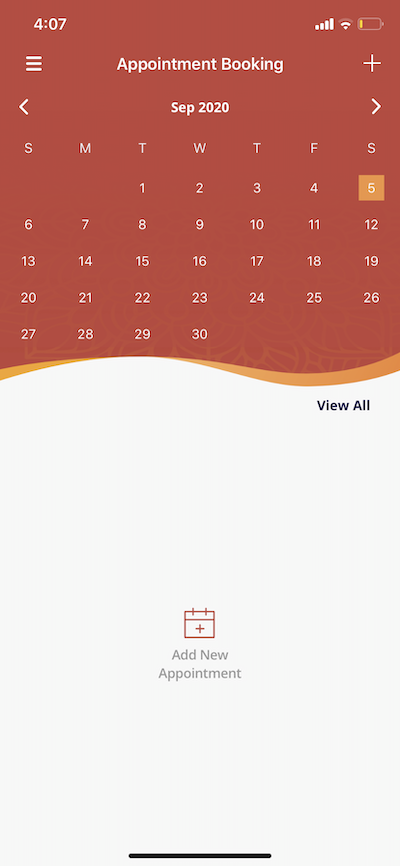 4:07
Appointment Booking
Sep 2020
S M T W T F S
1 2 3 4 5
6 7 8 9 10 11 12
13 14 15 16 17 18 19
20 21 22 23 24 25 26
27 28 29 30
View All
Add New
Appointment